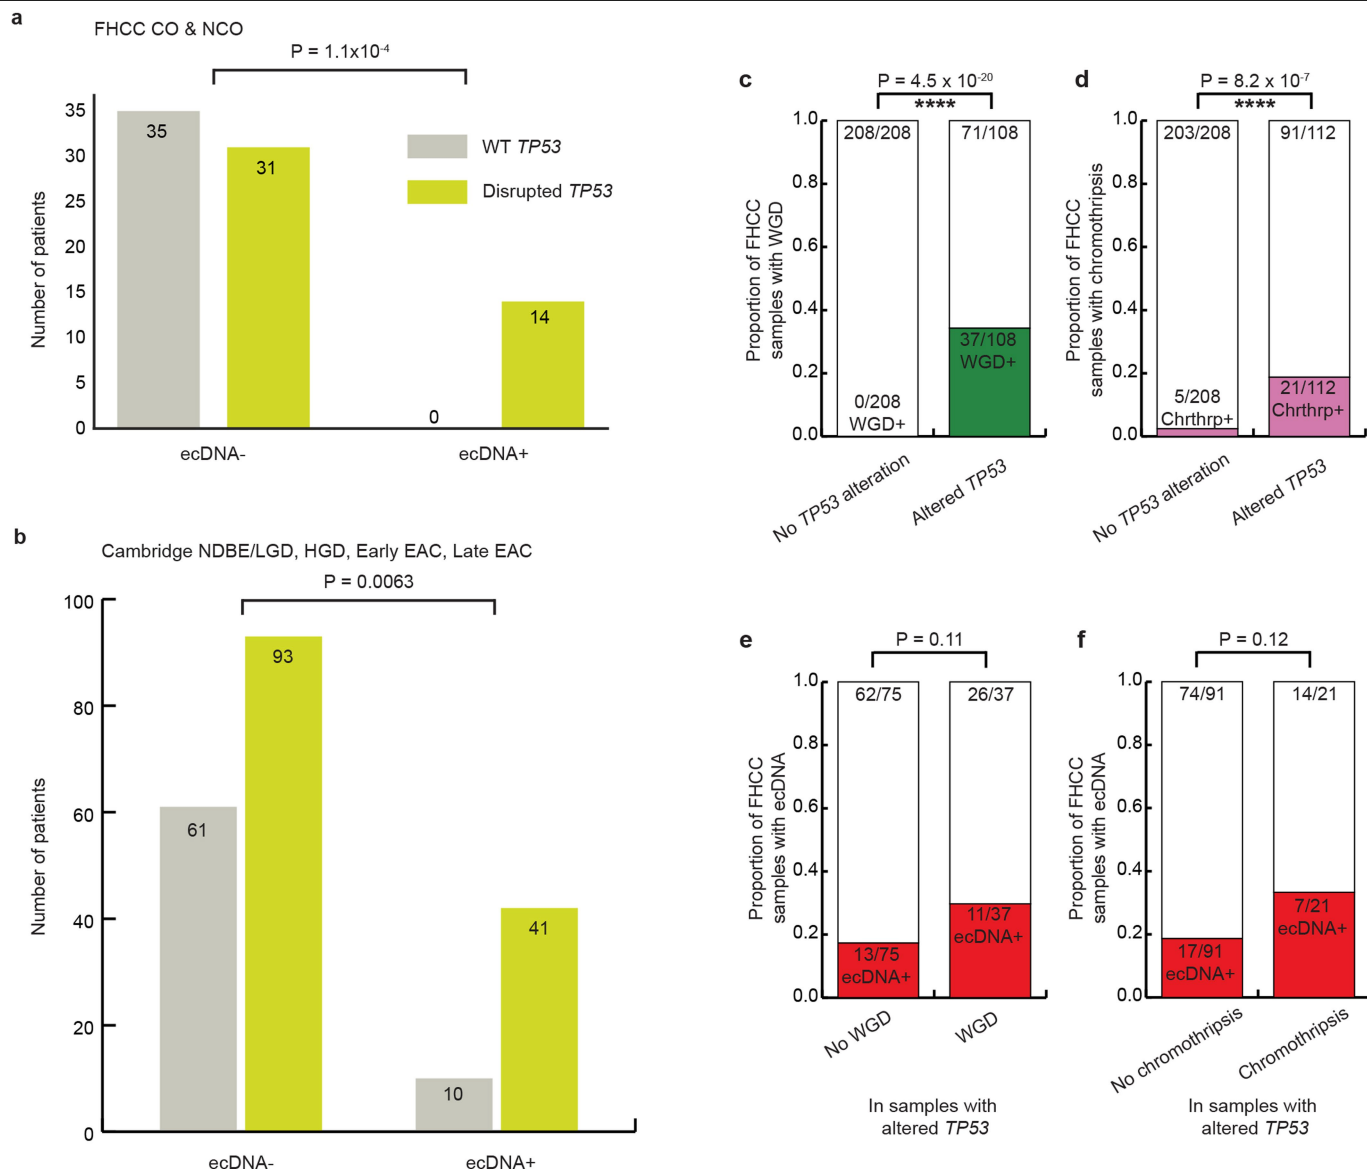 a
FHCC CO & NCO
P = 1.1x10-4
35
30
25
20
15
10
5
0
Number of patients
35
31
0
14
WT TP53
Disrupted TP53
ecDNA-
ecDNA+
b
Cambridge NDBE/LGD, HGD, Early EAC, Late EAC
P = 0.0063
100
80
60
40
20
0
Number of patients
61
93
10
41
ecDNA-
ecDNA+
c
P = 4.5 x 10-20
****
1.0
0.8
0.6
0.4
0.2
0.0
Proportion of FHCC
samples with WGD
208/208
71/108
0/208
WGD+
37/108
WGD+
No TP53 alteration
Altered TP53
d
P = 8.2 x 10-7
****
1.0
0.8
0.6
0.4
0.2
0.0
Proportion of FHCC
samples with chromothripsis
203/208
91/112
5/208
Chrthrp+
21/112
Chrthrp+
No TP53 alteration
Altered TP53
e
P = 0.11
1.0
0.8
0.6
0.4
0.2
0.0
Proportion of FHCC
samples with ecDNA
62/75
26/37
13/75
ecDNA+
11/37
ecDNA+
No WGD
WGD
In samples with
altered TP53
f
P = 0.12
1.0
0.8
0.6
0.4
0.2
0.0
Proportion of FHCC
samples with ecDNA
74/91
14/21
17/91
ecDNA+
7/21
ecDNA+
No chromothripsis
Chromothripsis
In samples with
altered TP53